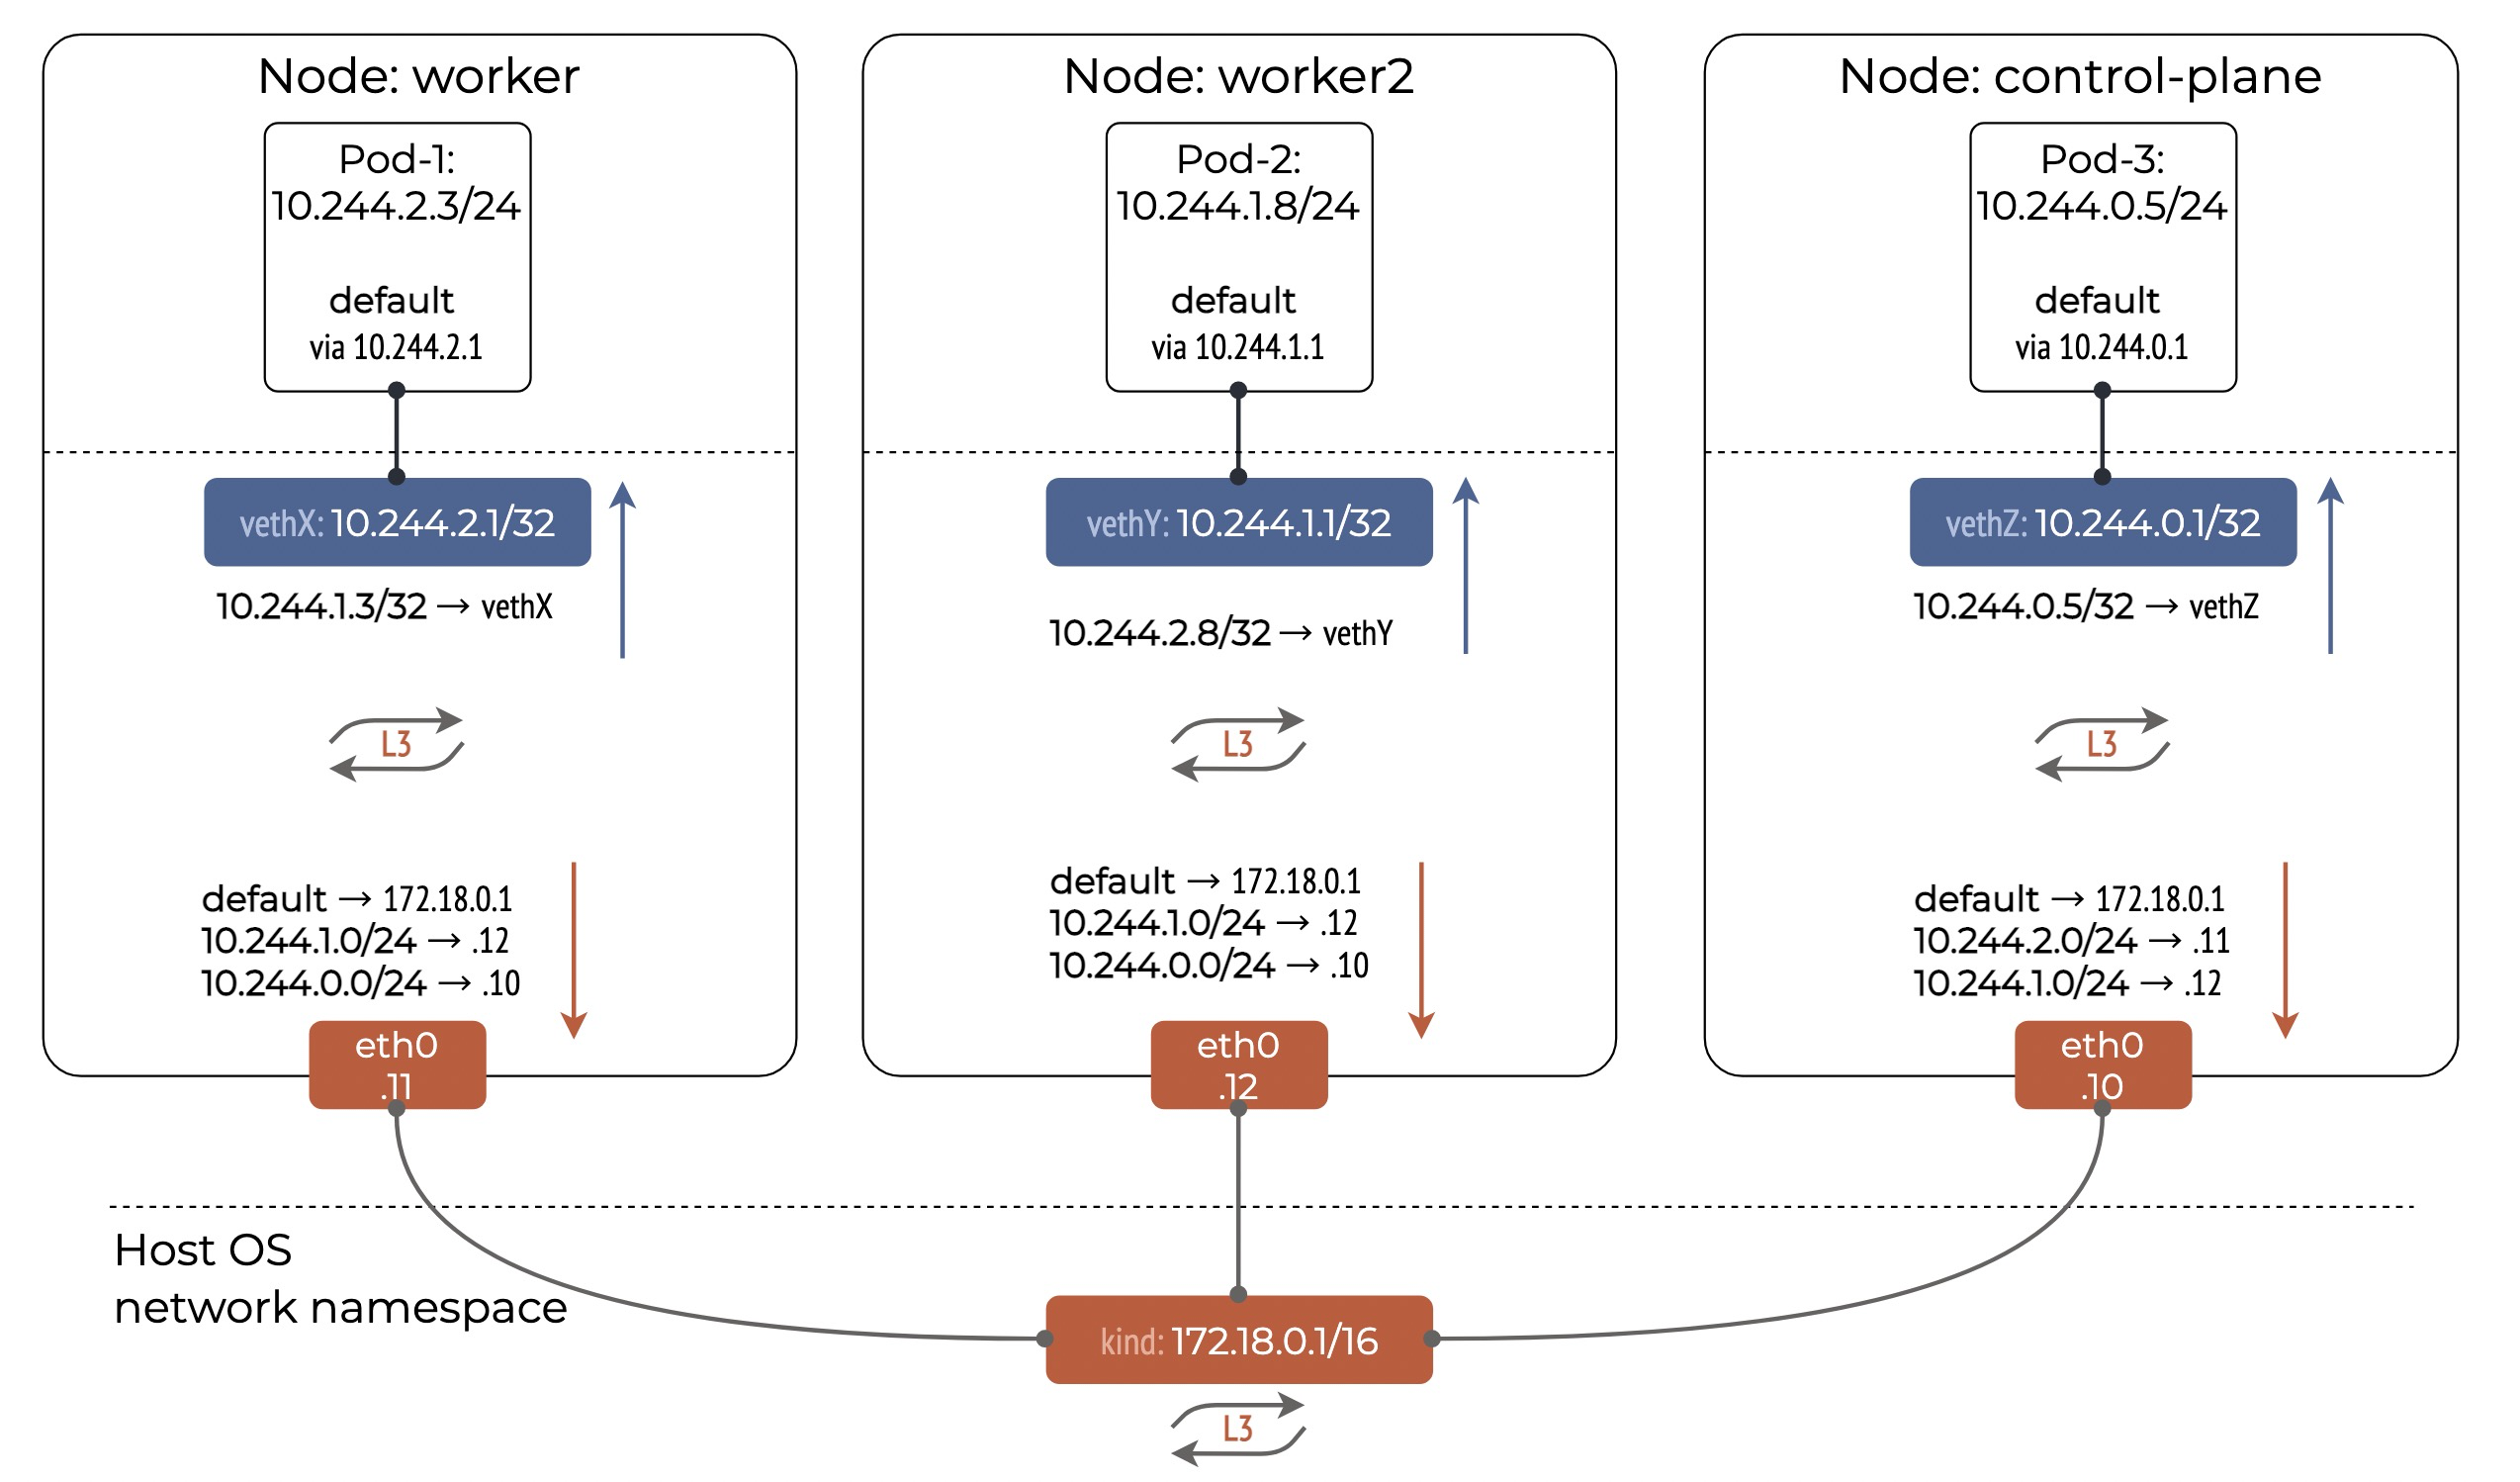 Node: worker
Pod-1:
10.244.2.3/24
default
via 10.244.2.1
vethX: 10.244.2.1/32
10.244.1.3/32 → vethX
L3
default → 172.18.0.1
10.244.1.0/24 → .12
10.244.0.0/24 → .10
eth0
.11
Node: worker2
Pod-2:
10.244.1.8/24
default
via 10.244.1.1
vethY: 10.244.1.1/32
10.244.2.8/32 → vethY
L3
default → 172.18.0.1
10.244.1.0/24 → .12
10.244.0.0/24 → .10
eth0
.12
Node: control-plane
Pod-3:
10.244.0.5/24
default
via 10.244.0.1
vethZ: 10.244.0.1/32
10.244.0.5/32 → vethZ
L3
default → 172.18.0.1
10.244.2.0/24 → .11
10.244.1.0/24 → .12
eth0
.10
Host OS
network namespace
kind: 172.18.0.1/16
L3